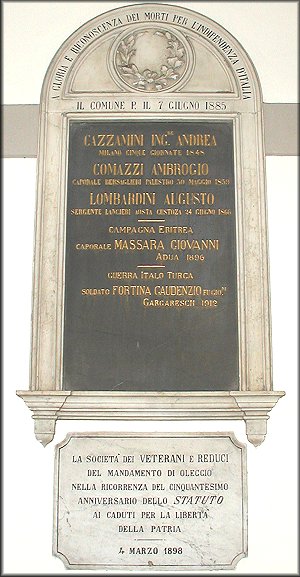 A GLORIA E RICONOSCENZA DEI MORTI PER L'INDIPENDENZA D'ITALIA
IL COMUNE P. IL 7 GIUGNO 1885
CAZZAMINI ING.RE ANDREA
MILANO CINQUE GIORNATE 1848
COMAZZI AMBROGIO
CAPORALE BERSAGLIERI PALESTRO 30 MAGGIO 1859
LOMBARDINI AUGUSTO
SERGENTE LANCIERI AOSTA CUSTOZA 24 GIUGNO 1866
CAMPAGNA ERITREA
CAPORALE MASSARA GIOVANNI
ADUA 1896
GUERRA ITALO TURCA
SOLDATO FORTINA GAUDENZIO
GARGARESCH 1912
LA SOCIETÀ DEI VETERANI E REDUCI
DEL MANDAMENTO DI OLEGGIO
NELLA RICORRENZA DEL CINQUANTESIMO
ANNIVERSARIO DELLO STATUTO
AI CADUTI PER LA LIBERTÀ
DELLA PATRIA
4 MARZO 1898